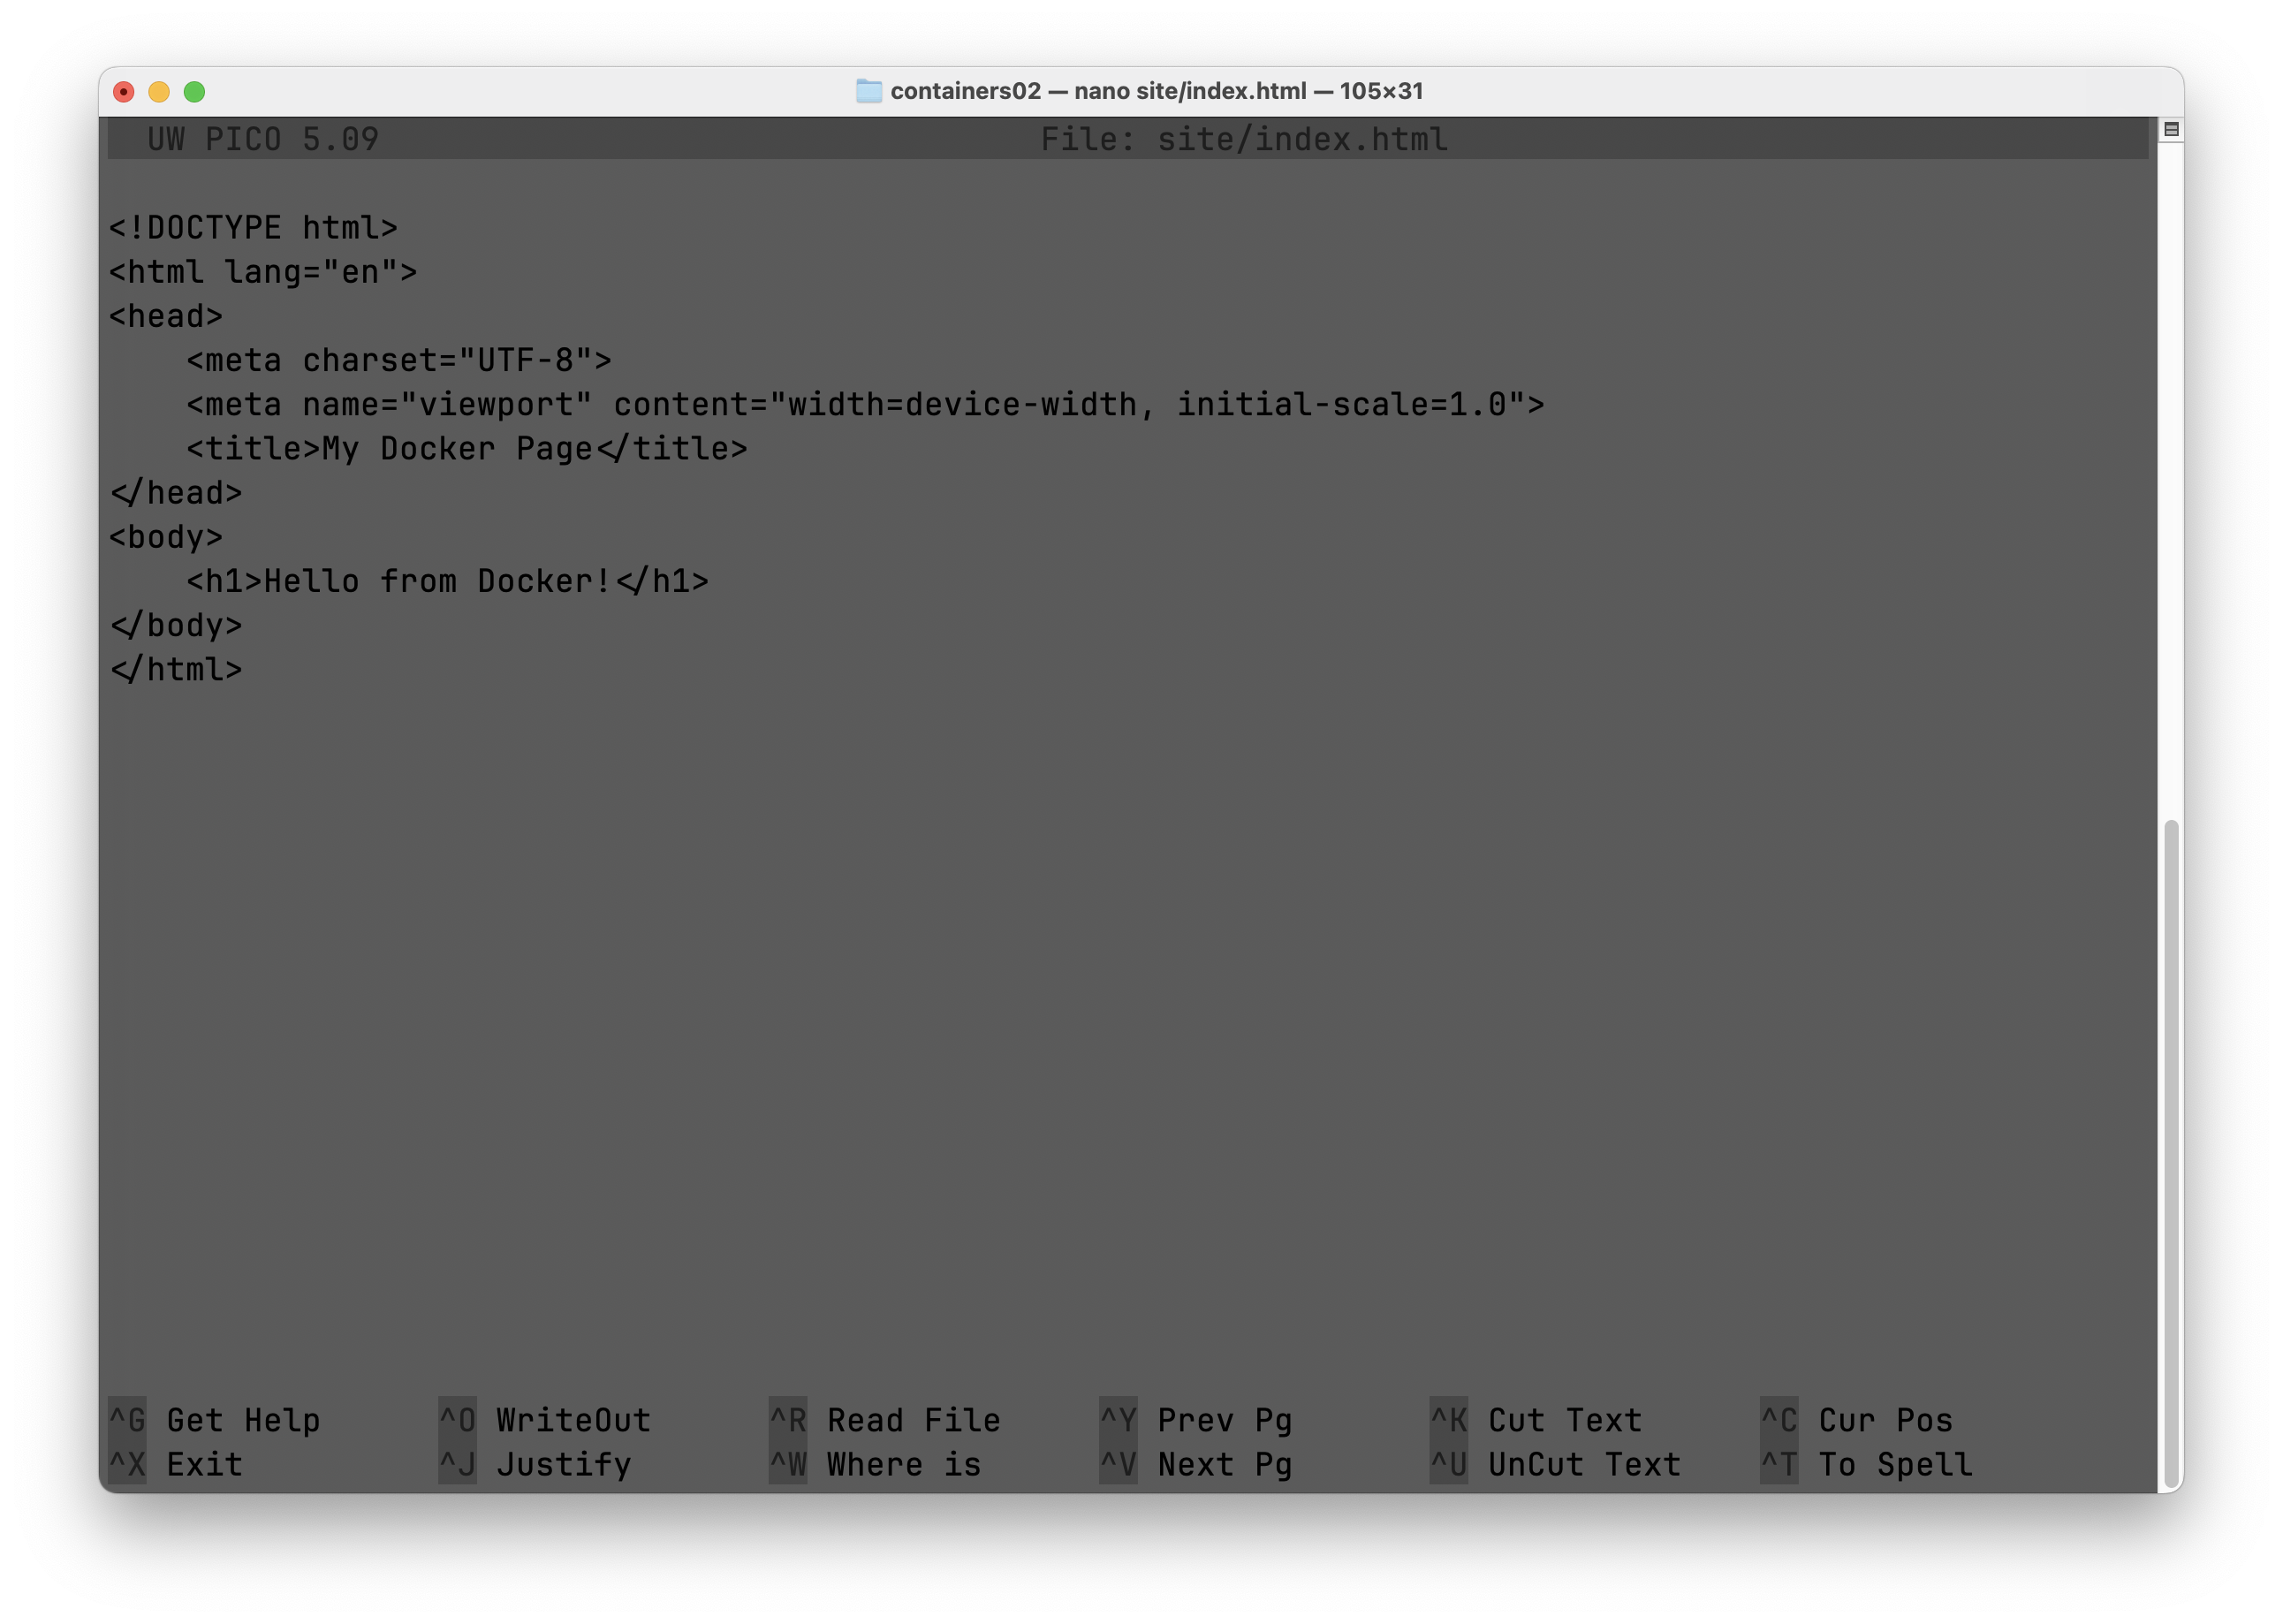 containers02 — nano site/index.html — 105×31
UW PICO 5.09 File: site/index.html
<!DOCTYPE html>
<html lang="en">
<head>
    <meta charset="UTF-8">
    <meta name="viewport" content="width=device-width, initial-scale=1.0">
    <title>My Docker Page</title>
</head>
<body>
    <h1>Hello from Docker!</h1>
</body>
</html>
^G Get Help ^O WriteOut ^R Read File ^Y Prev Pg ^K Cut Text ^C Cur Pos
^X Exit ^J Justify ^W Where is ^V Next Pg ^U UnCut Text ^T To Spell